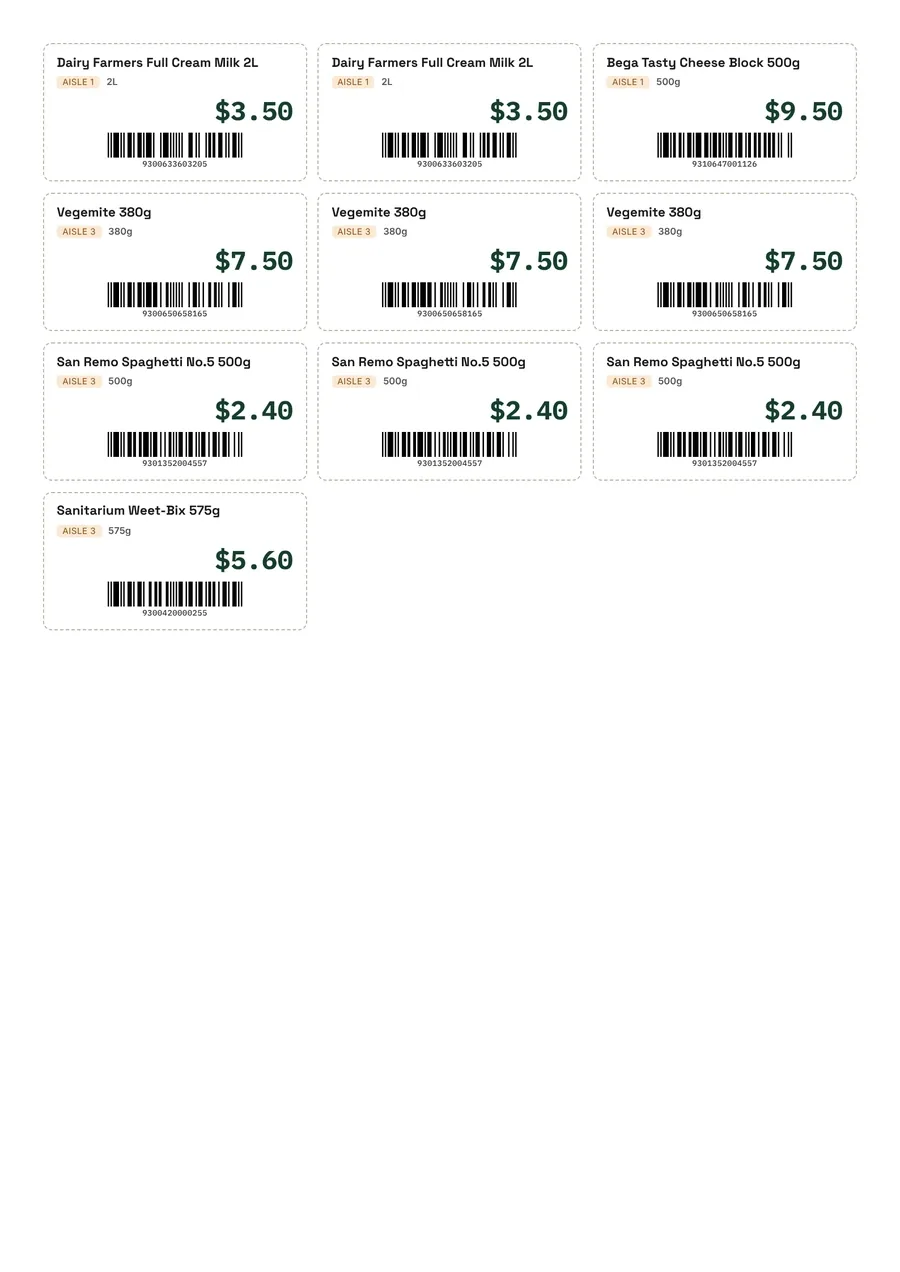 Dairy Farmers Full Cream Milk 2L
AISLE 1 2L
$3.50
9300633603205
Dairy Farmers Full Cream Milk 2L
AISLE 1 2L
$3.50
9300633603205
Bega Tasty Cheese Block 500g
AISLE 1 500g
$9.50
9310647001126
Vegemite 380g
AISLE 3 380g
$7.50
9300650658165
Vegemite 380g
AISLE 3 380g
$7.50
9300650658165
Vegemite 380g
AISLE 3 380g
$7.50
9300650658165
San Remo Spaghetti No.5 500g
AISLE 3 500g
$2.40
9301352004557
San Remo Spaghetti No.5 500g
AISLE 3 500g
$2.40
9301352004557
San Remo Spaghetti No.5 500g
AISLE 3 500g
$2.40
9301352004557
Sanitarium Weet-Bix 575g
AISLE 3 575g
$5.60
9300420000255